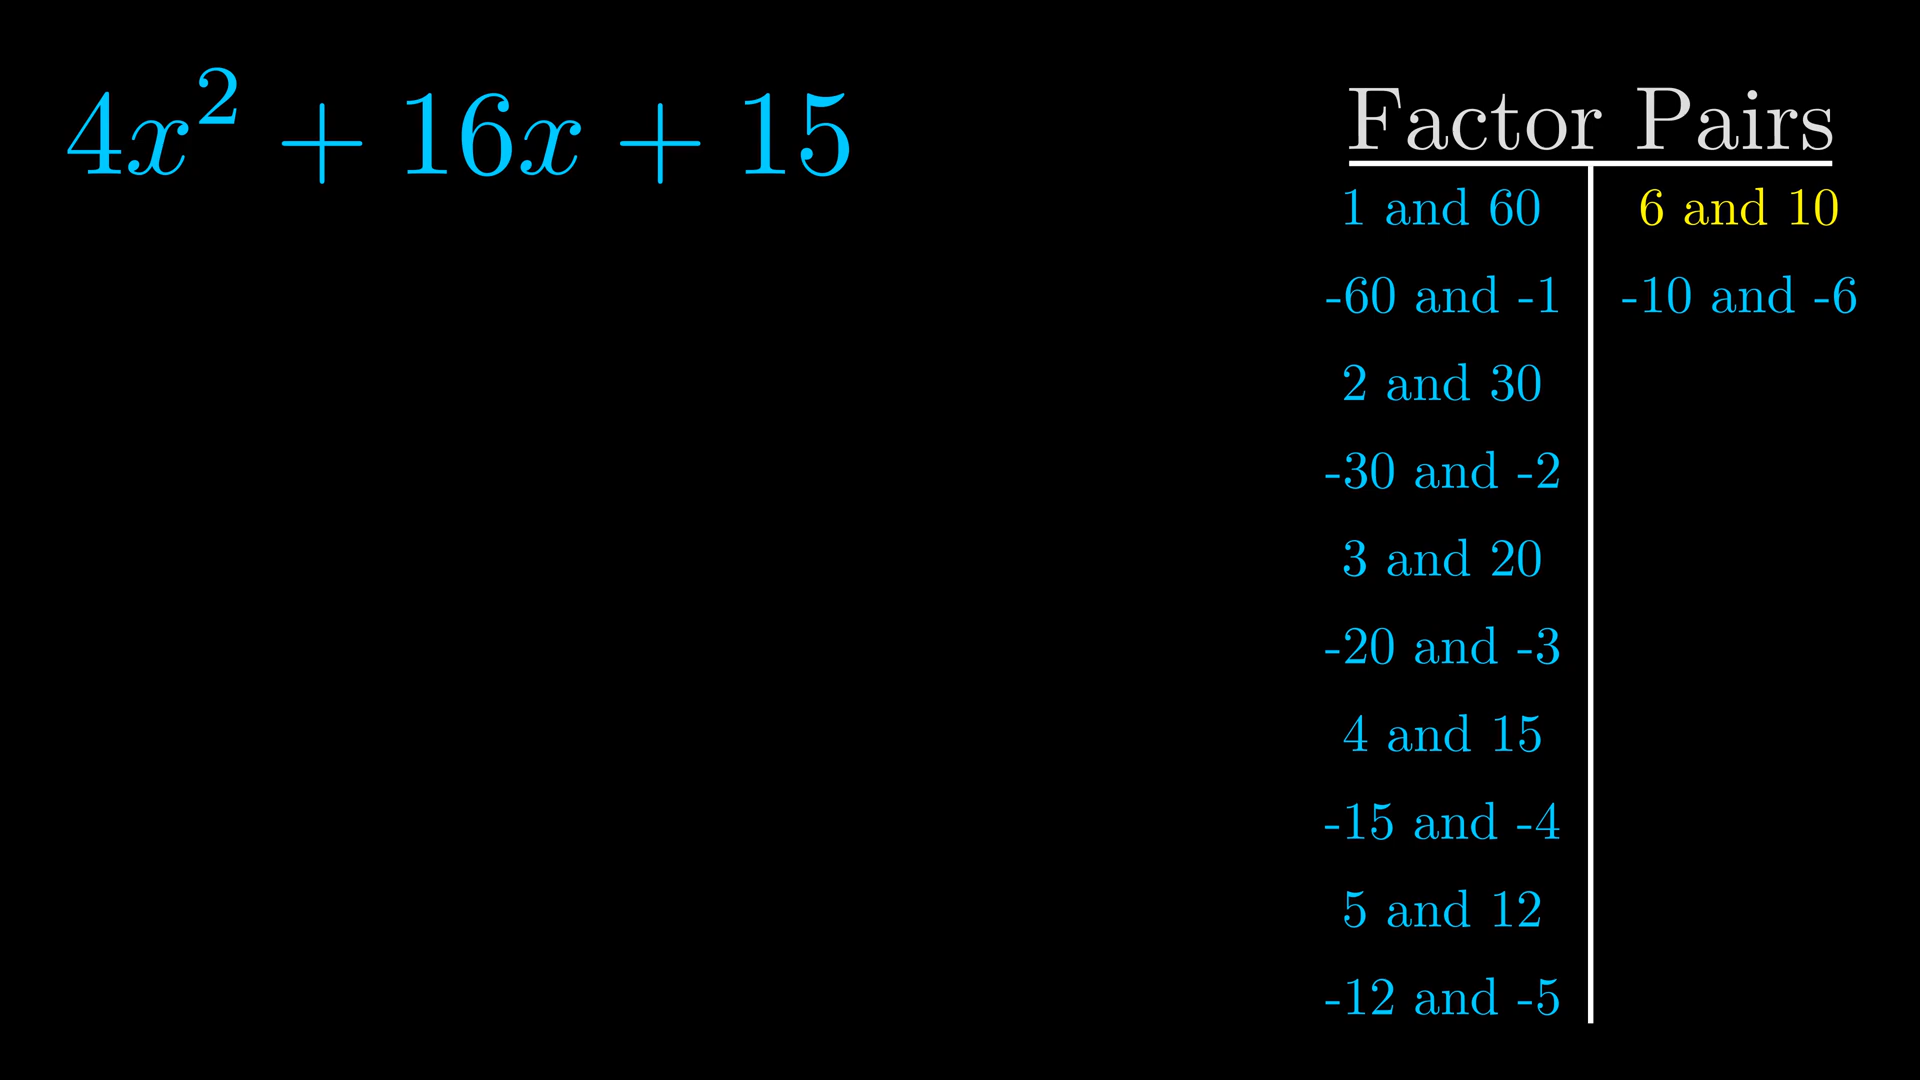 4x² + 16x + 15
Factor Pairs
1 and 60
-60 and -1
2 and 30
-30 and -2
3 and 20
-20 and -3
4 and 15
-15 and -4
5 and 12
-12 and -5
6 and 10
-10 and -6